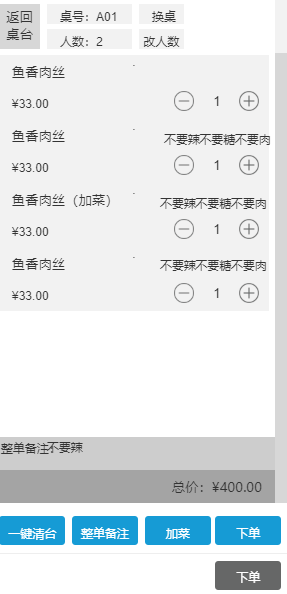 返回
桌台
桌号：A01 换桌
人数：2 改人数
鱼香肉丝
¥33.00 1
鱼香肉丝 不要辣不要糖不要肉
¥33.00 1
鱼香肉丝（加菜） 不要辣不要糖不要肉
¥33.00 1
鱼香肉丝 不要辣不要糖不要肉
¥33.00 1
整单备注不要辣
总价：¥400.00
一键清台 整单备注 加菜 下单
下单